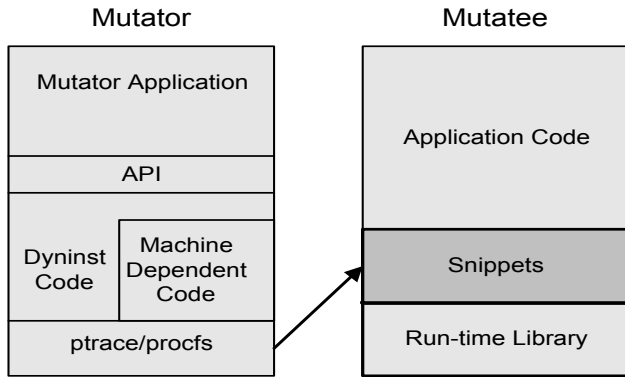 Mutator
Mutatee
Mutator Application
API
Dyninst
Code
Machine
Dependent
Code
ptrace/procfs
Application Code
Snippets
Run-time Library